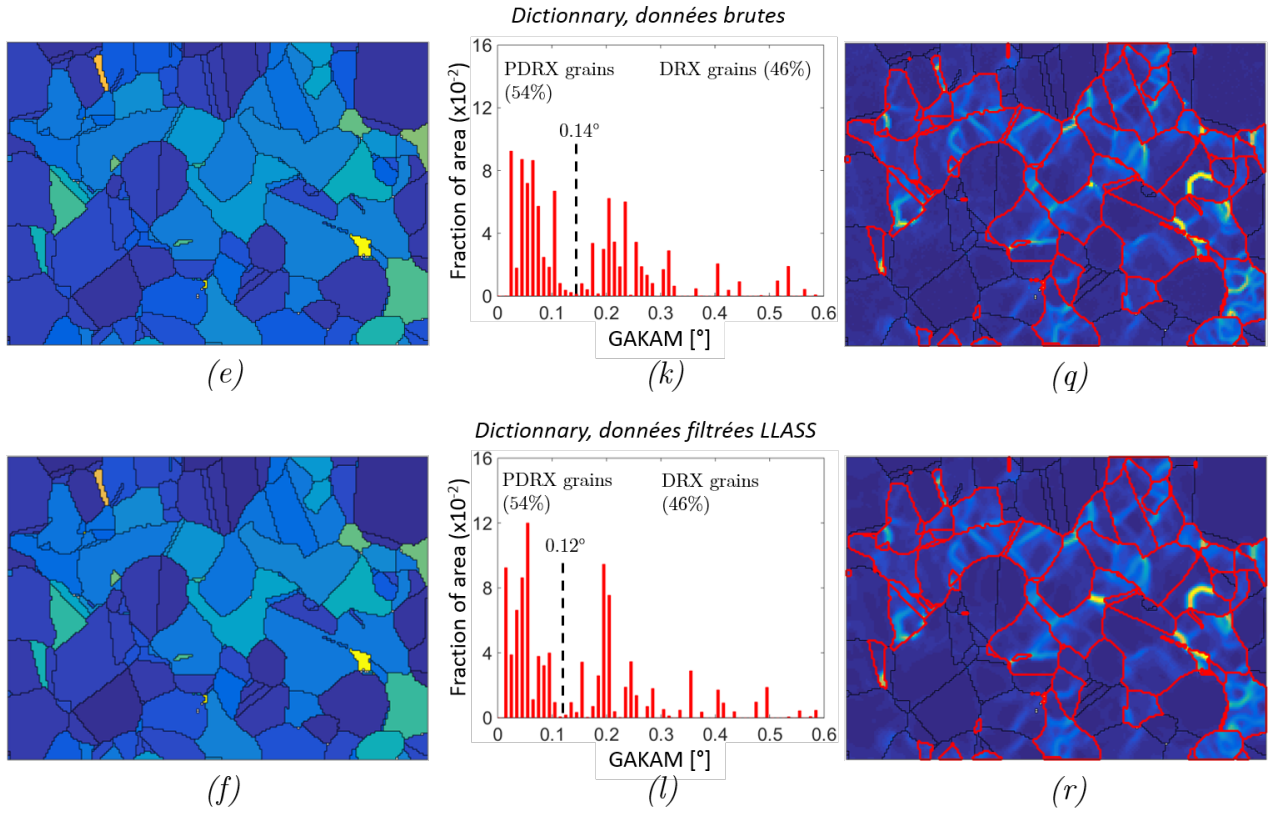 Dictionnary, données brutes
16
12
8
4
0
Fraction of area (x10-2)
PDRX grains
(54%)
DRX grains (46%)
0.14°
0 0.1 0.2 0.3 0.4 0.5 0.6
GAKAM [°]
(e)
(k)
(q)
Dictionnary, données filtrées LLASS
16
12
8
4
0
Fraction of area (x10-2)
PDRX grains
(54%)
DRX grains
(46%)
0.12°
0 0.1 0.2 0.3 0.4 0.5 0.6
GAKAM [°]
(f)
(l)
(r)